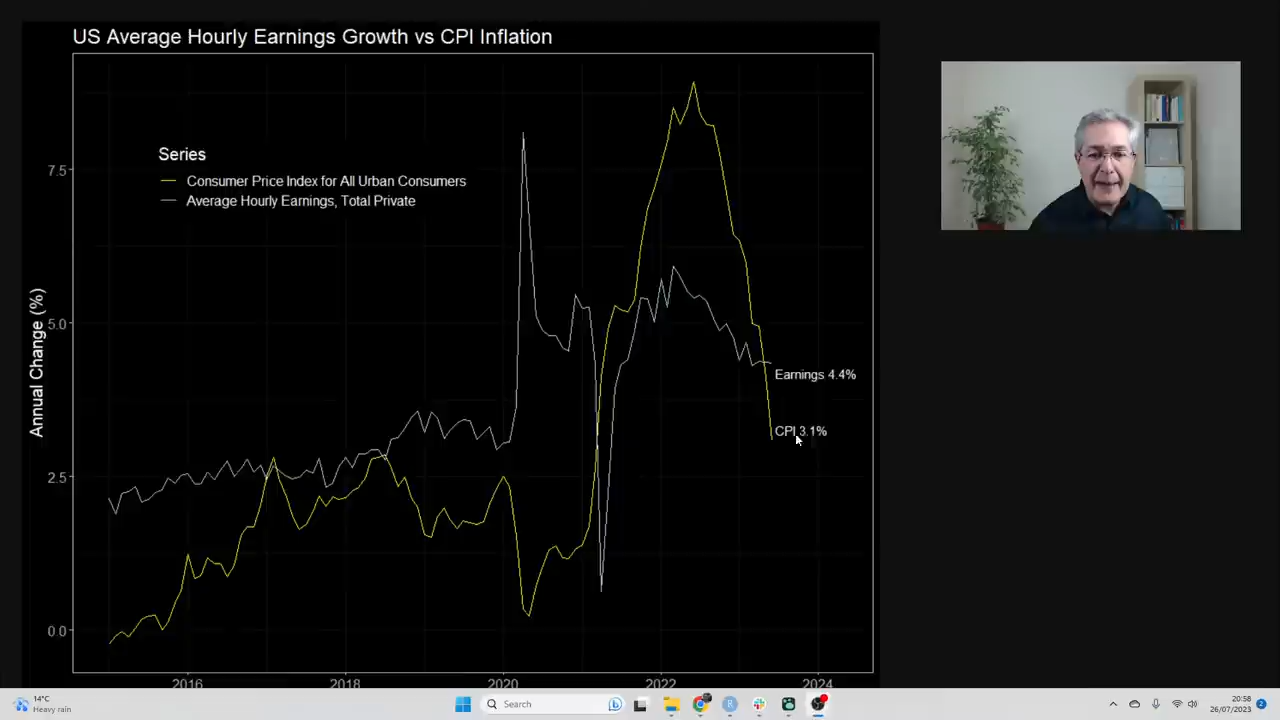 US Average Hourly Earnings Growth vs CPI Inflation
Series
Consumer Price Index for All Urban Consumers
Average Hourly Earnings, Total Private
Annual Change (%)
7.5
5.0
2.5
0.0
Earnings 4.4%
CPI 3.1%
2016
2018
2020
2022
2024
14°C
Heavy rain
Search
20:58
26/07/2023